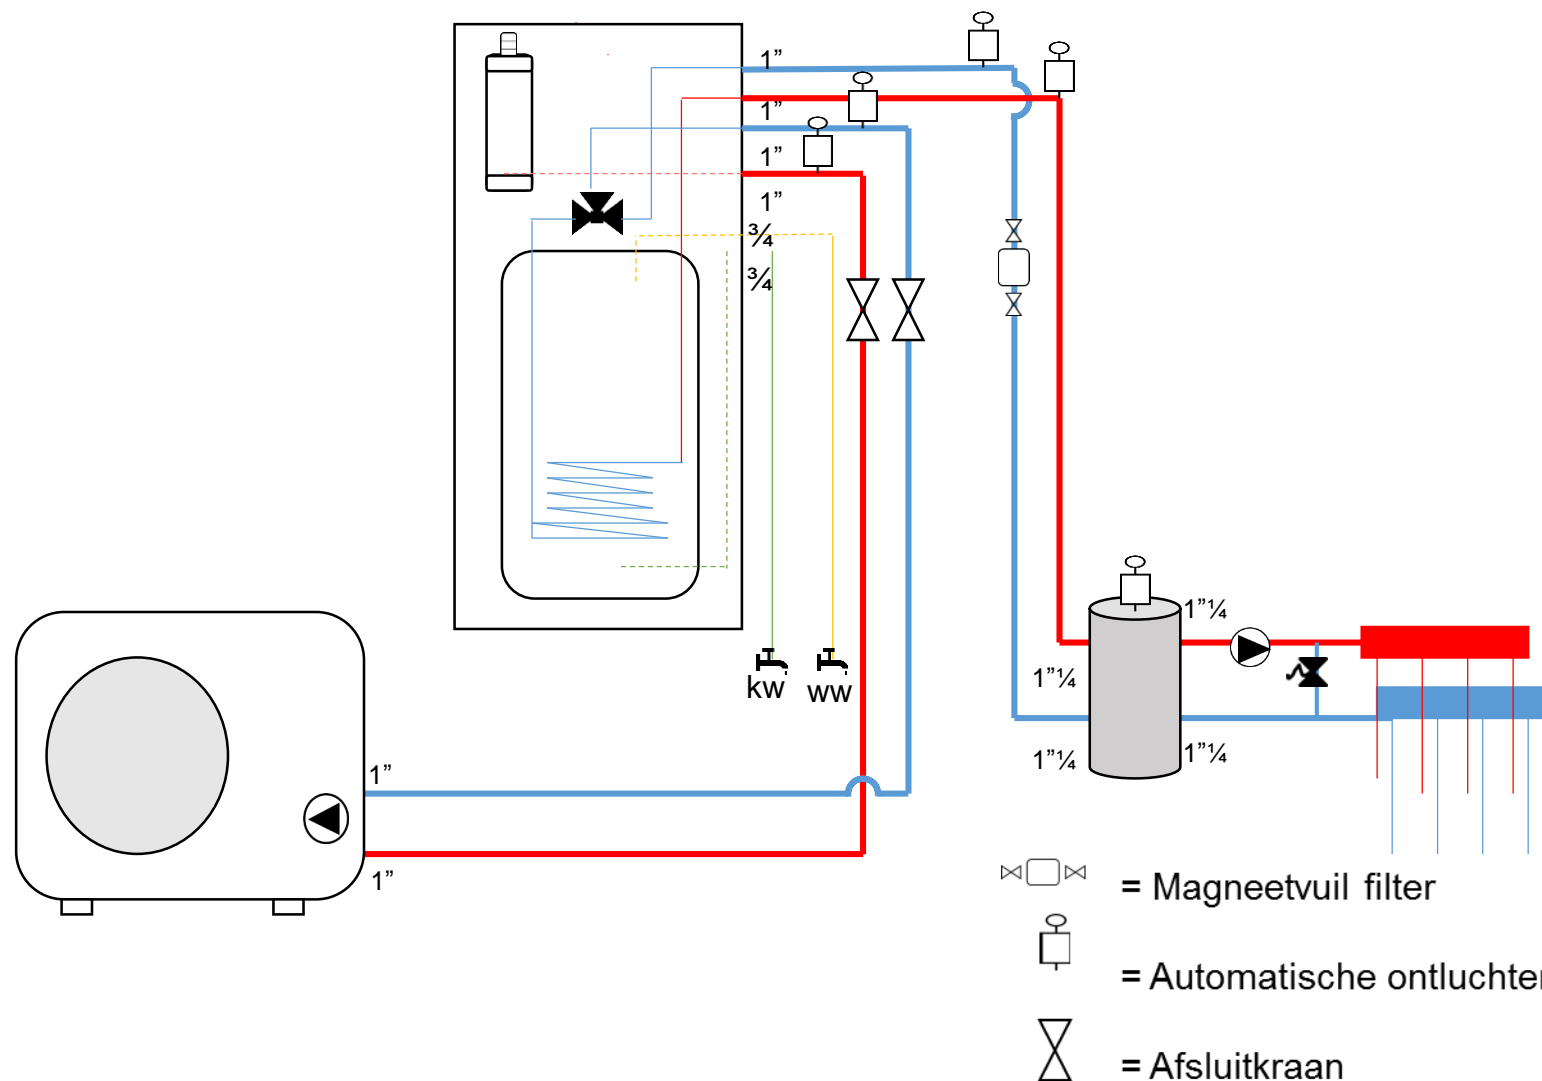 1”
1”
1”
1”
¾
¾
kw
ww
1”¼
1”¼
1”¼
1”¼
1”
1”
= Magneetvuil filter
= Automatische ontluchter
= Afsluitkraan